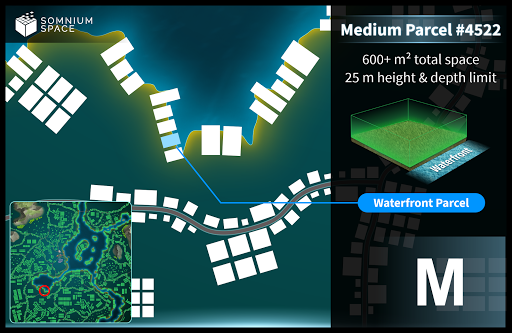 SOMNIUM
SPACE
Medium Parcel #4522
600+ m² total space
25 m height & depth limit
Waterfront
Waterfront Parcel
M